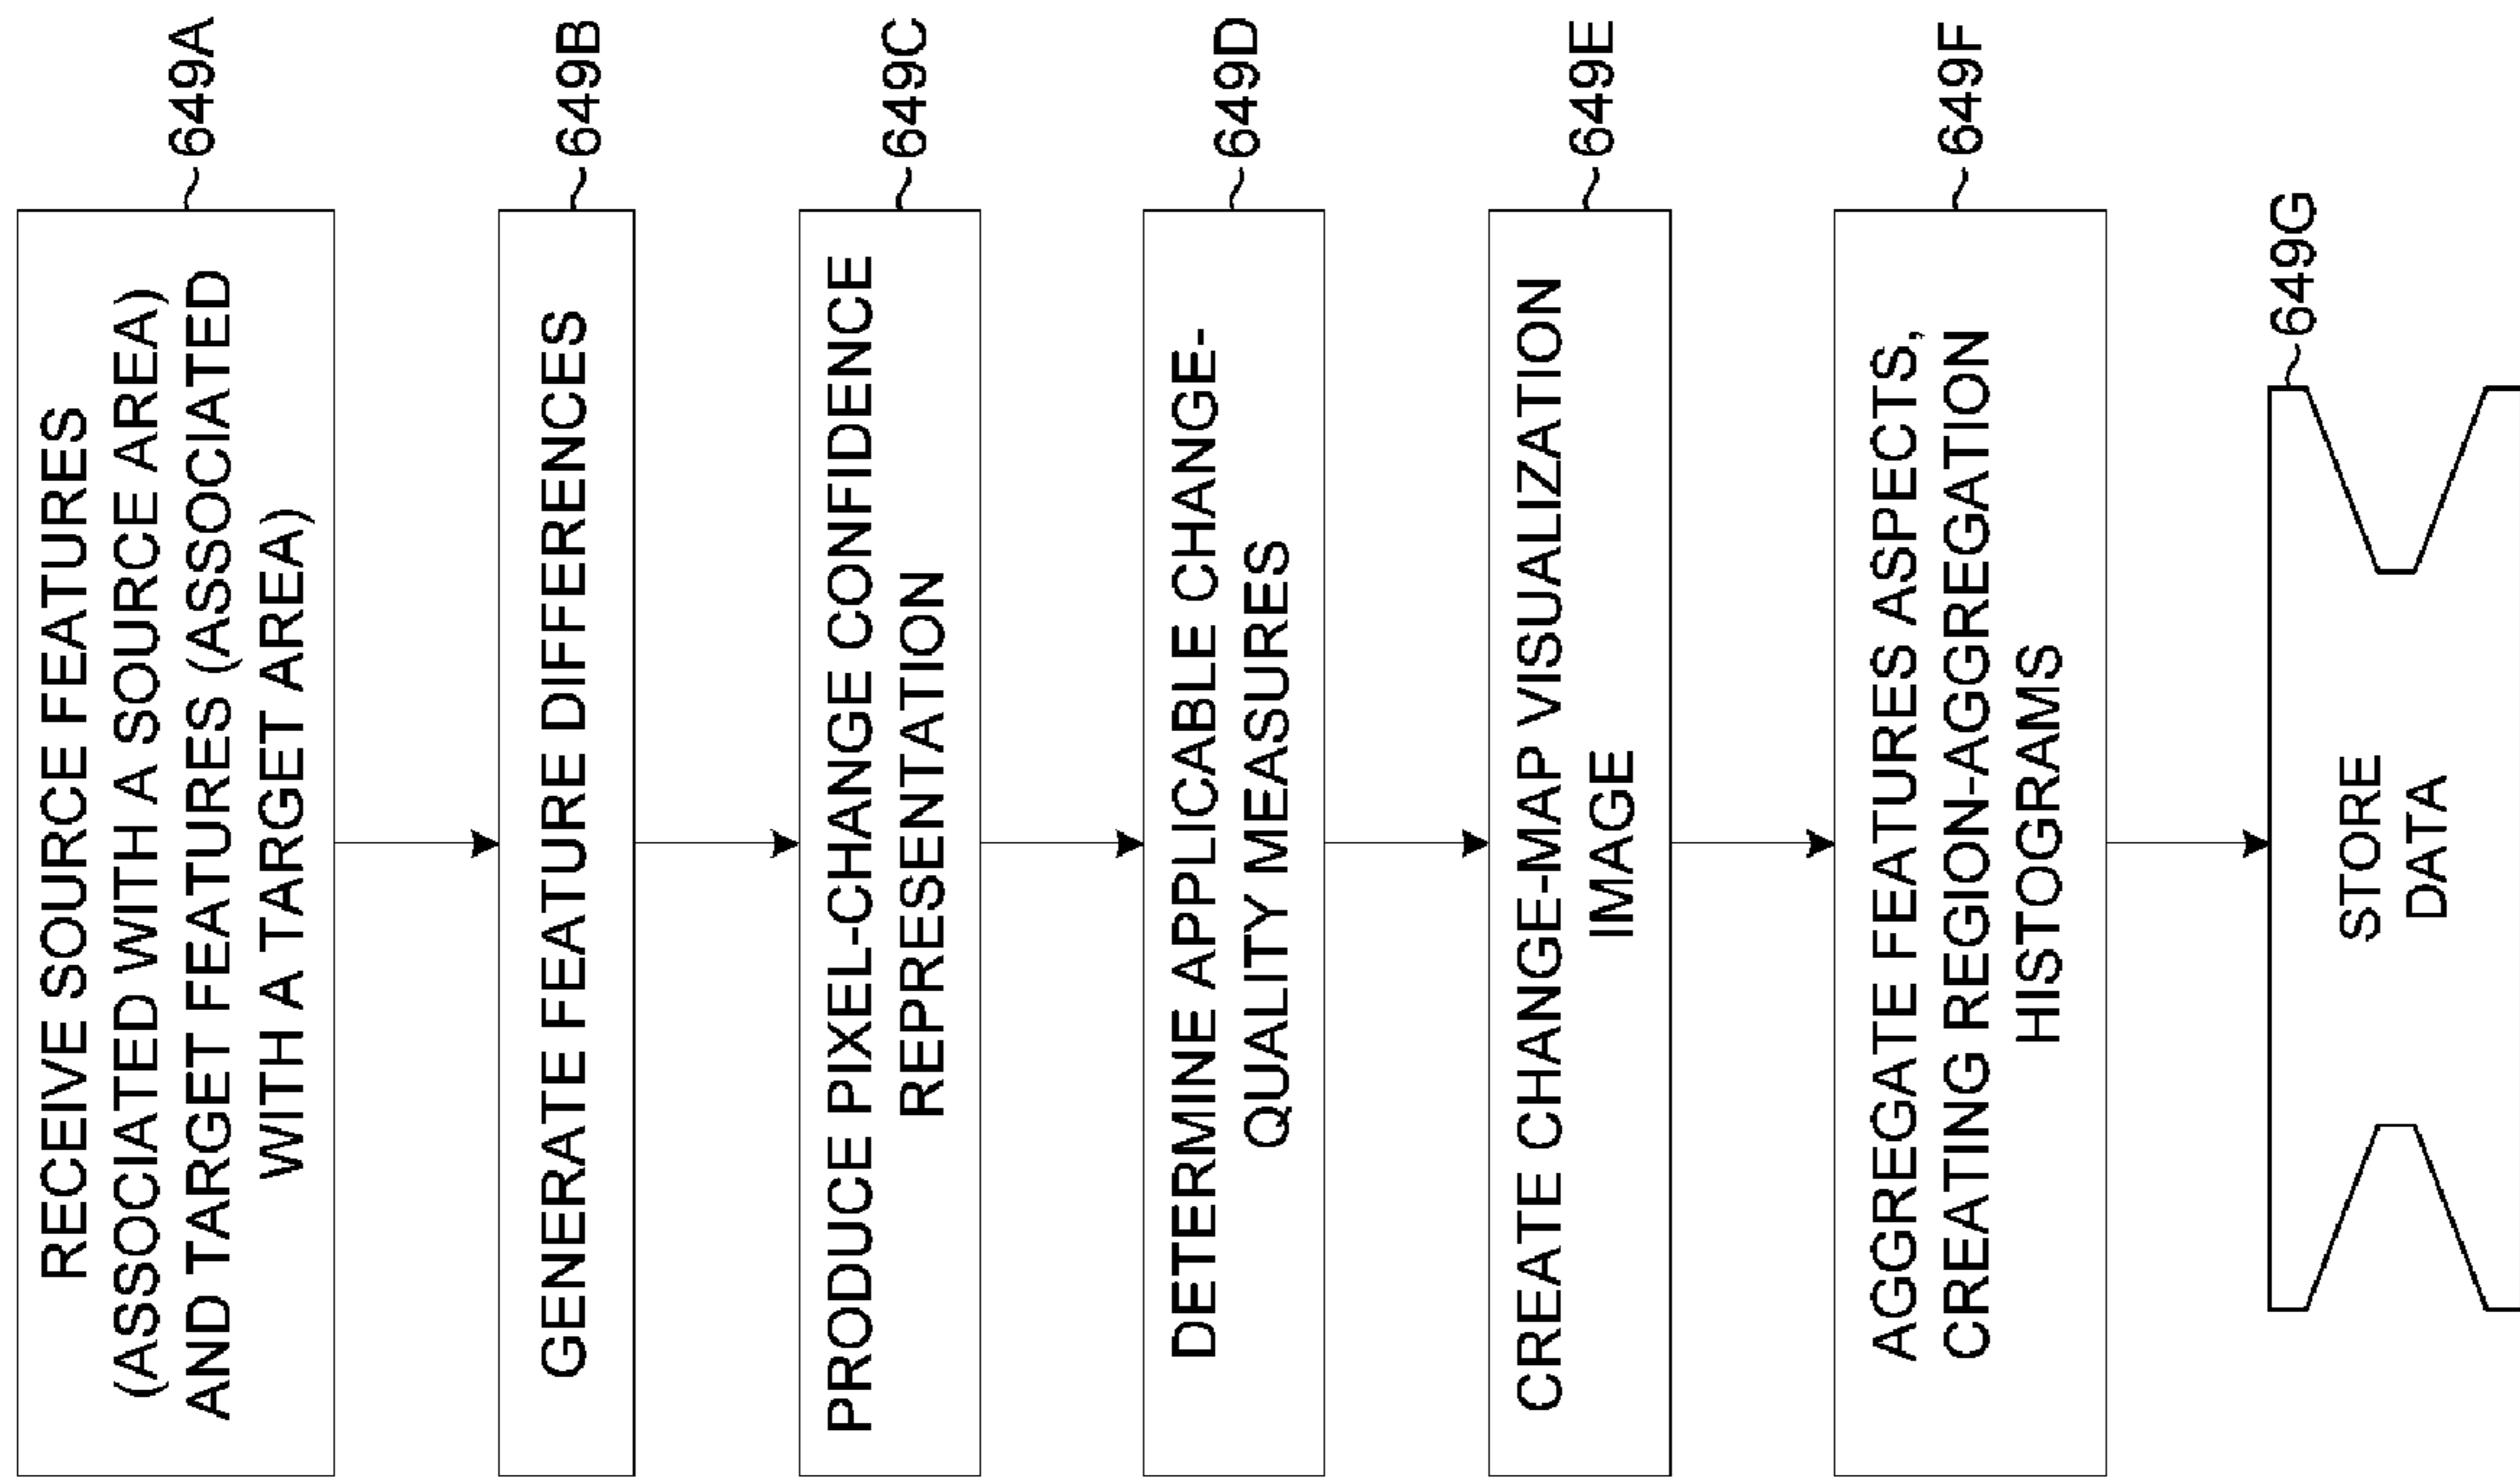 RECEIVE SOURCE FEATURES
(ASSOCIATED WITH A SOURCE AREA)
AND TARGET FEATURES (ASSOCIATED
WITH A TARGET AREA)
649A
GENERATE FEATURE DIFFERENCES
649B
PRODUCE PIXEL-CHANGE CONFIDENCE
REPRESENTATION
649C
DETERMINE APPLICABLE CHANGE-
QUALITY MEASURES
649D
CREATE CHANGE-MAP VISUALIZATION
IMAGE
649E
AGGREGATE FEATURES ASPECTS,
CREATING REGION-AGGREGATION
HISTOGRAMS
649F
STORE
DATA
649G